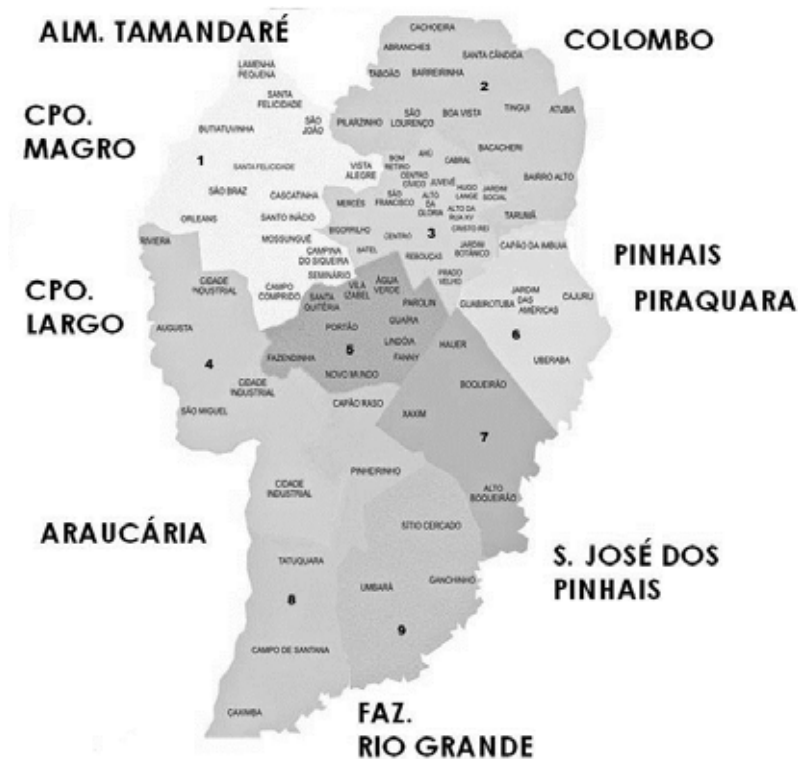 ALM. TAMANDARÉ
COLOMBO
CPO.
MAGRO
CPO.
LARGO
PINHAIS
PIRAQUARA
ARAUCÁRIA
S. JOSÉ DOS
PINHAIS
FAZ.
RIO GRANDE
LAMENHA
PEQUENA
SANTA
FELICIDADE
BUTIATUVINHA
SÃO
JOÃO
1
SANTA FELICIDADE
VISTA
ALEGRE
SÃO BRAZ
CASCATINHA
ORLEANS
SANTO INÁCIO
MOSSUNGUÊ
CAMPINA
DO SIQUEIRA
SEMINÁRIO
CAMPO
COMPRIDO
CACHOEIRA
ABRANCHES
SANTA CÂNDIDA
TABOÃO
BARREIRINHA
2
PILARZINHO
SÃO
LOURENÇO
BOA VISTA
TINGUI
ATUBA
BACACHERI
BAIRRO ALTO
TARUMÃ
BOM
RETIRO
AHÚ
CABRAL
CENTRO
CÍVICO
JUVEVÊ
HUGO
LANGE
JARDIM
SOCIAL
MERCÊS
SÃO
FRANCISCO
ALTO
DA
GLORIA
ALTO DA
RUA XV
CRISTO REI
BIGORRILHO
CENTRO
3
BATEL
REBOUÇAS
JARDIM
BOTÂNICO
PRADO
VELHO
RIVIERA
CIDADE
INDUSTRIAL
AUGUSTA
4
CIDADE
INDUSTRIAL
SÃO MIGUEL
SANTA
QUITÉRIA
VILA
IZABEL
ÁGUA
VERDE
PAROLIN
PORTÃO
GUAÍRA
FAZENDINHA
5
LINDÓIA
FANNY
NOVO MUNDO
CAPÃO DA IMBUIA
GUABIROTUBA
JARDIM
DAS
AMÉRICAS
CAJURU
6
UBERABA
HAUER
BOQUEIRÃO
XAXIM
7
ALTO
BOQUEIRÃO
CAPÃO RASO
PINHEIRINHO
CIDADE
INDUSTRIAL
TATUQUARA
8
CAMPO DE SANTANA
CAXIMBA
SÍTIO CERCADO
UMBARÁ
GANCHINHO
9